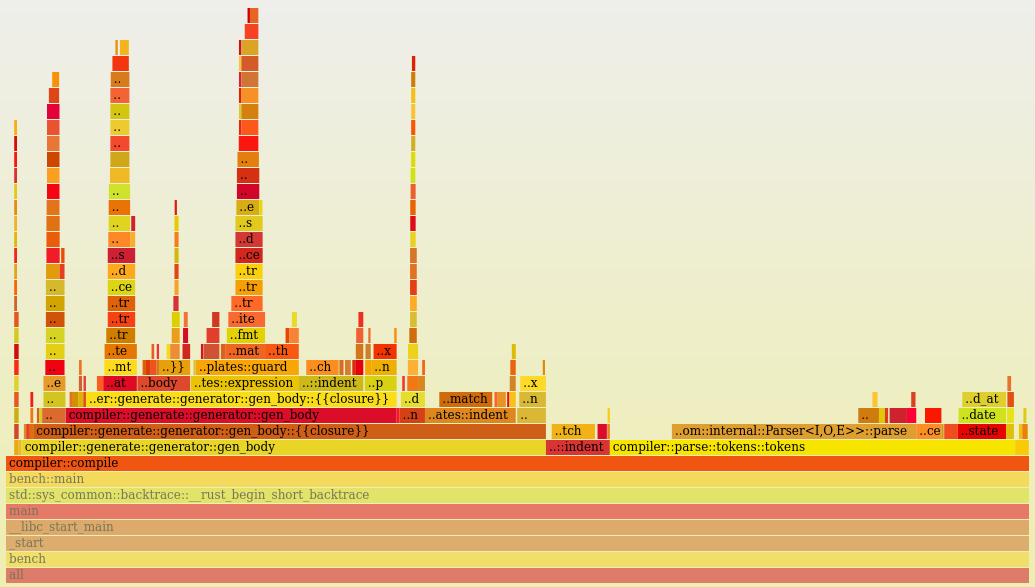 ..
..
..
..
..
..
..
..
.. ..e
.. ..s
.. ..d
..s ..ce
..d ..tr
.. ..ce ..tr
.. ..tr ..tr
.. ..tr ..ite
.. ..tr ..fmt
.. ..te ..mat ..th ..x
.. ..mt ..}} ..plates::guard ..ch ..n
..e ..at ..body ..tes::expression ..::indent ..p ..x
.. ..er::generate::generator::gen_body::{{closure}} ..d ..match ..n ..d_at
.. compiler::generate::generator::gen_body ..n ..ates::indent .. .. ..date
compiler::generate::generator::gen_body::{{closure}} ..tch ..om::internal::Parser<I,O,E>>::parse ..ce ..state
compiler::generate::generator::gen_body ..::indent compiler::parse::tokens::tokens
compiler::compile
bench::main
std::sys_common::backtrace::__rust_begin_short_backtrace
main
__libc_start_main
_start
bench
all